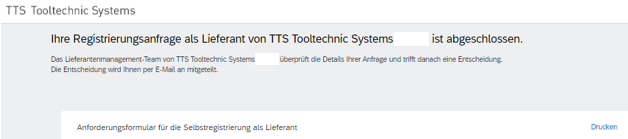 TTS Tooltechnic Systems
Ihre Registrierungsanfrage als Lieferant von TTS Tooltechnic Systems ist abgeschlossen.
Das Lieferantenmanagement-Team von TTS Tooltechnic Systems überprüft die Details Ihrer Anfrage und trifft danach eine Entscheidung.
Die Entscheidung wird Ihnen per E-Mail an mitgeteilt.
Anforderungsformular für die Selbstregistrierung als Lieferant Drucken